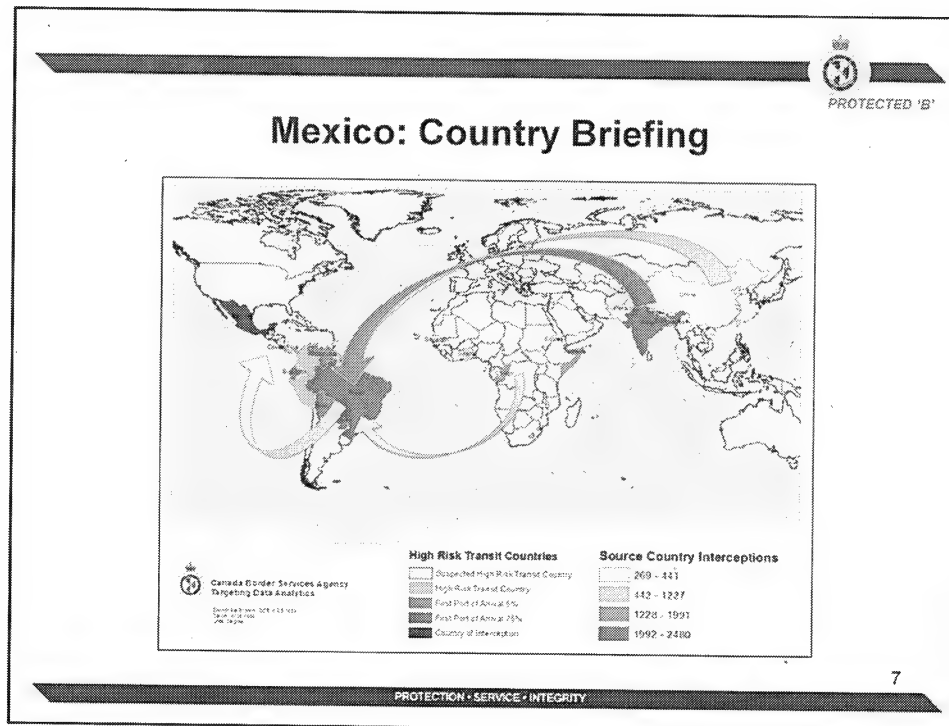 PROTECTED 'B'
Mexico: Country Briefing
China
High Risk Transit Countries
Suspected High Risk Transit Country
High Risk Transit Country
First Port of Arrival 5%
First Port of Arrival 75%
Country of Interception
Source Country Interceptions
269 - 441
442 - 1227
1228 - 1991
1992 - 2480
Canada Border Services Agency
Targeting Data Analytics
7
PROTECTION • SERVICE • INTEGRITY